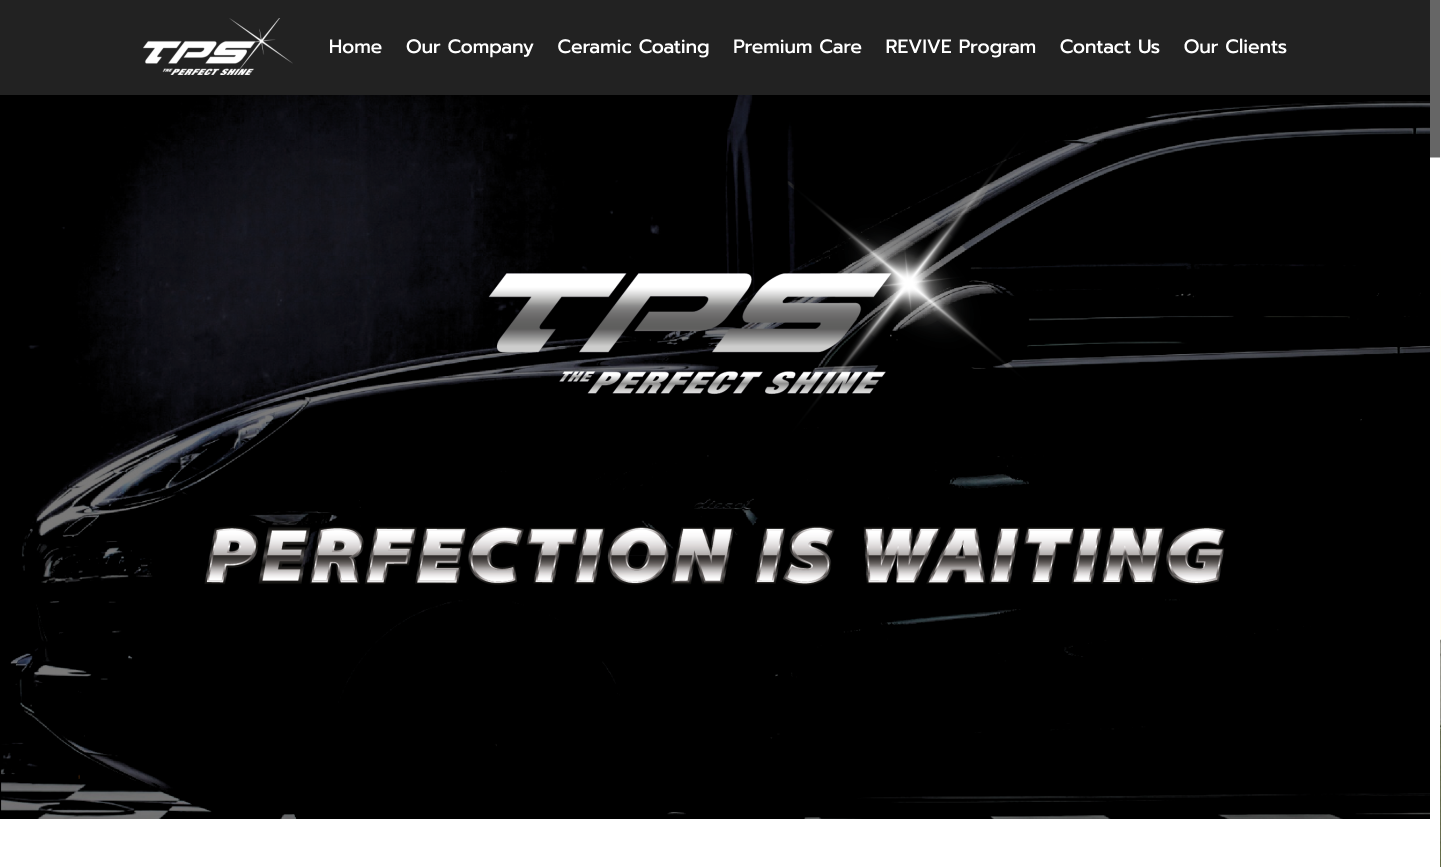 TPS
THE PERFECT SHINE
Home Our Company Ceramic Coating Premium Care REVIVE Program Contact Us Our Clients
TPS
THE PERFECT SHINE
diesel
PERFECTION IS WAITING